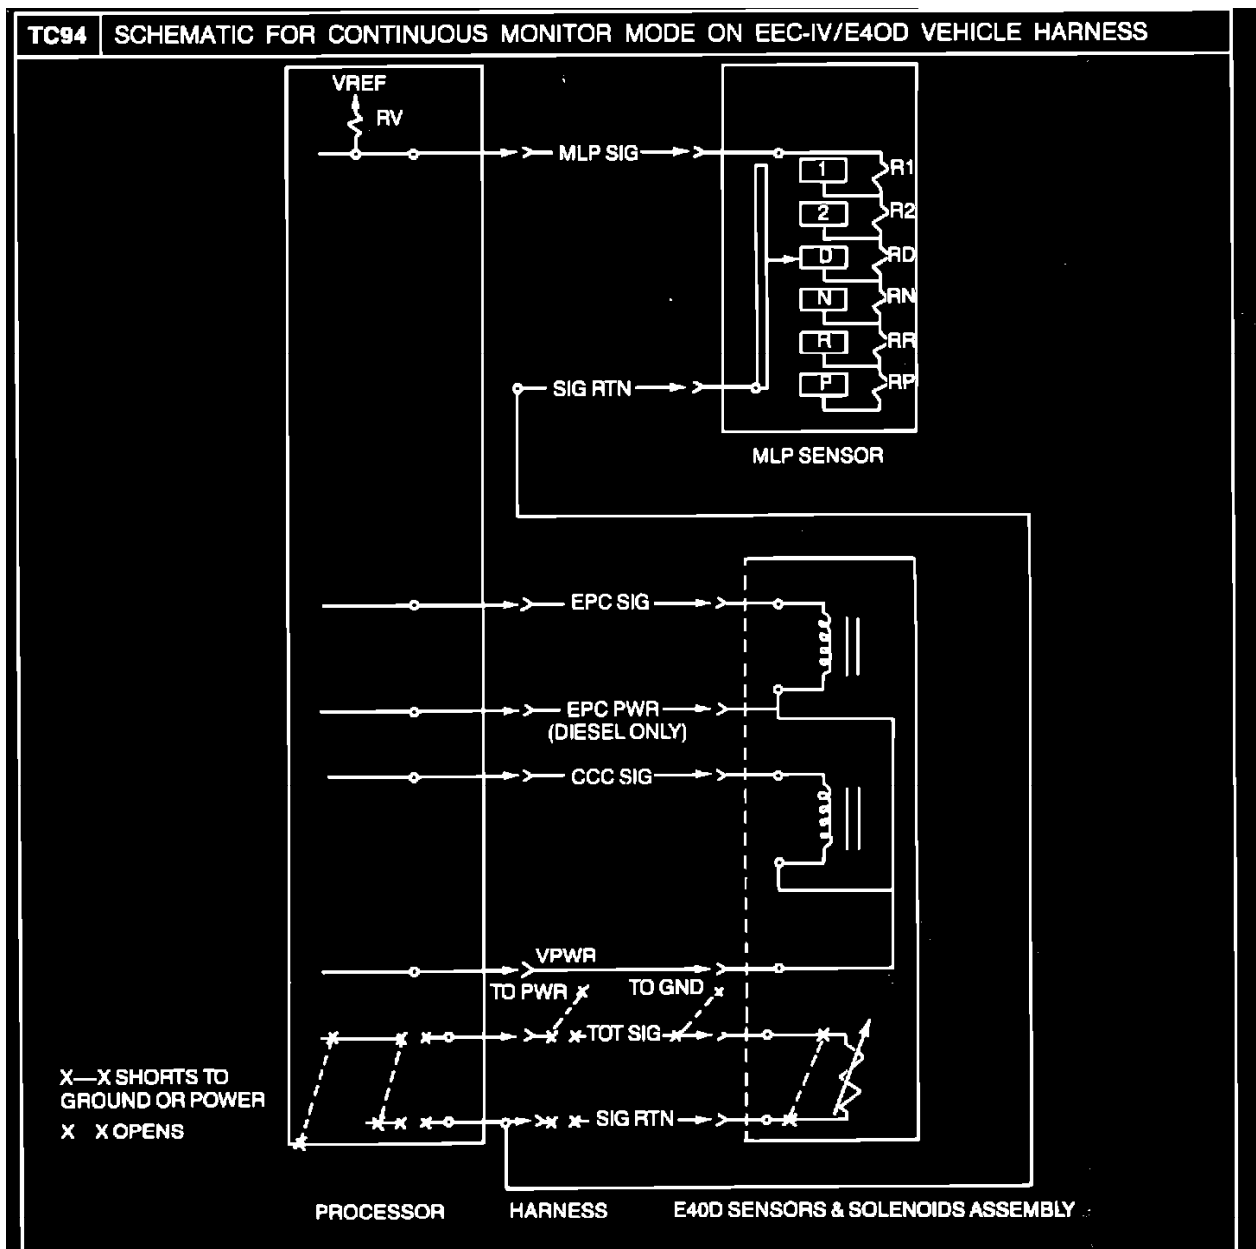 TC94 SCHEMATIC FOR CONTINUOUS MONITOR MODE ON EEC-IV/E4OD VEHICLE HARNESS
VREF
RV
MLP SIG
1 R1
2 R2
D RD
N RN
R RR
P RP
SIG RTN
MLP SENSOR
EPC SIG
EPC PWR
(DIESEL ONLY)
CCC SIG
VPWR
TO PWR TO GND
TOT SIG
X—X SHORTS TO
GROUND OR POWER
X X OPENS
SIG RTN
PROCESSOR HARNESS E40D SENSORS & SOLENOIDS ASSEMBLY